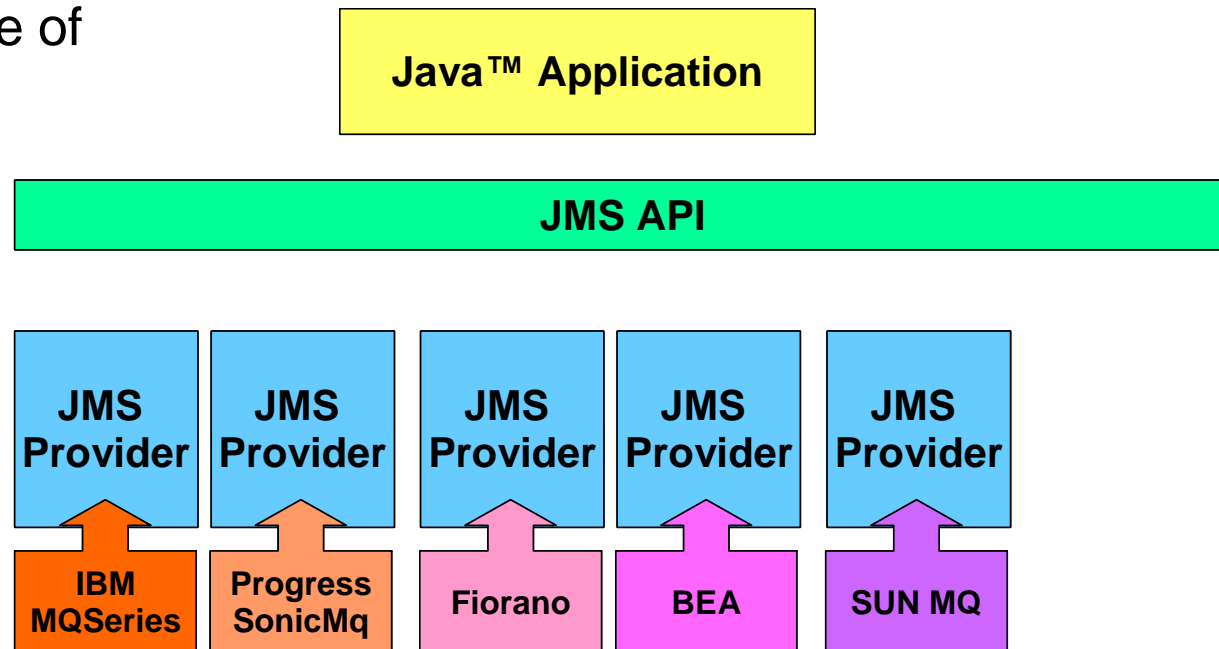 e of
Java™ Application
JMS API
JMS
Provider
JMS
Provider
JMS
Provider
JMS
Provider
JMS
Provider
IBM
MQSeries
Progress
SonicMq
Fiorano
BEA
SUN MQ